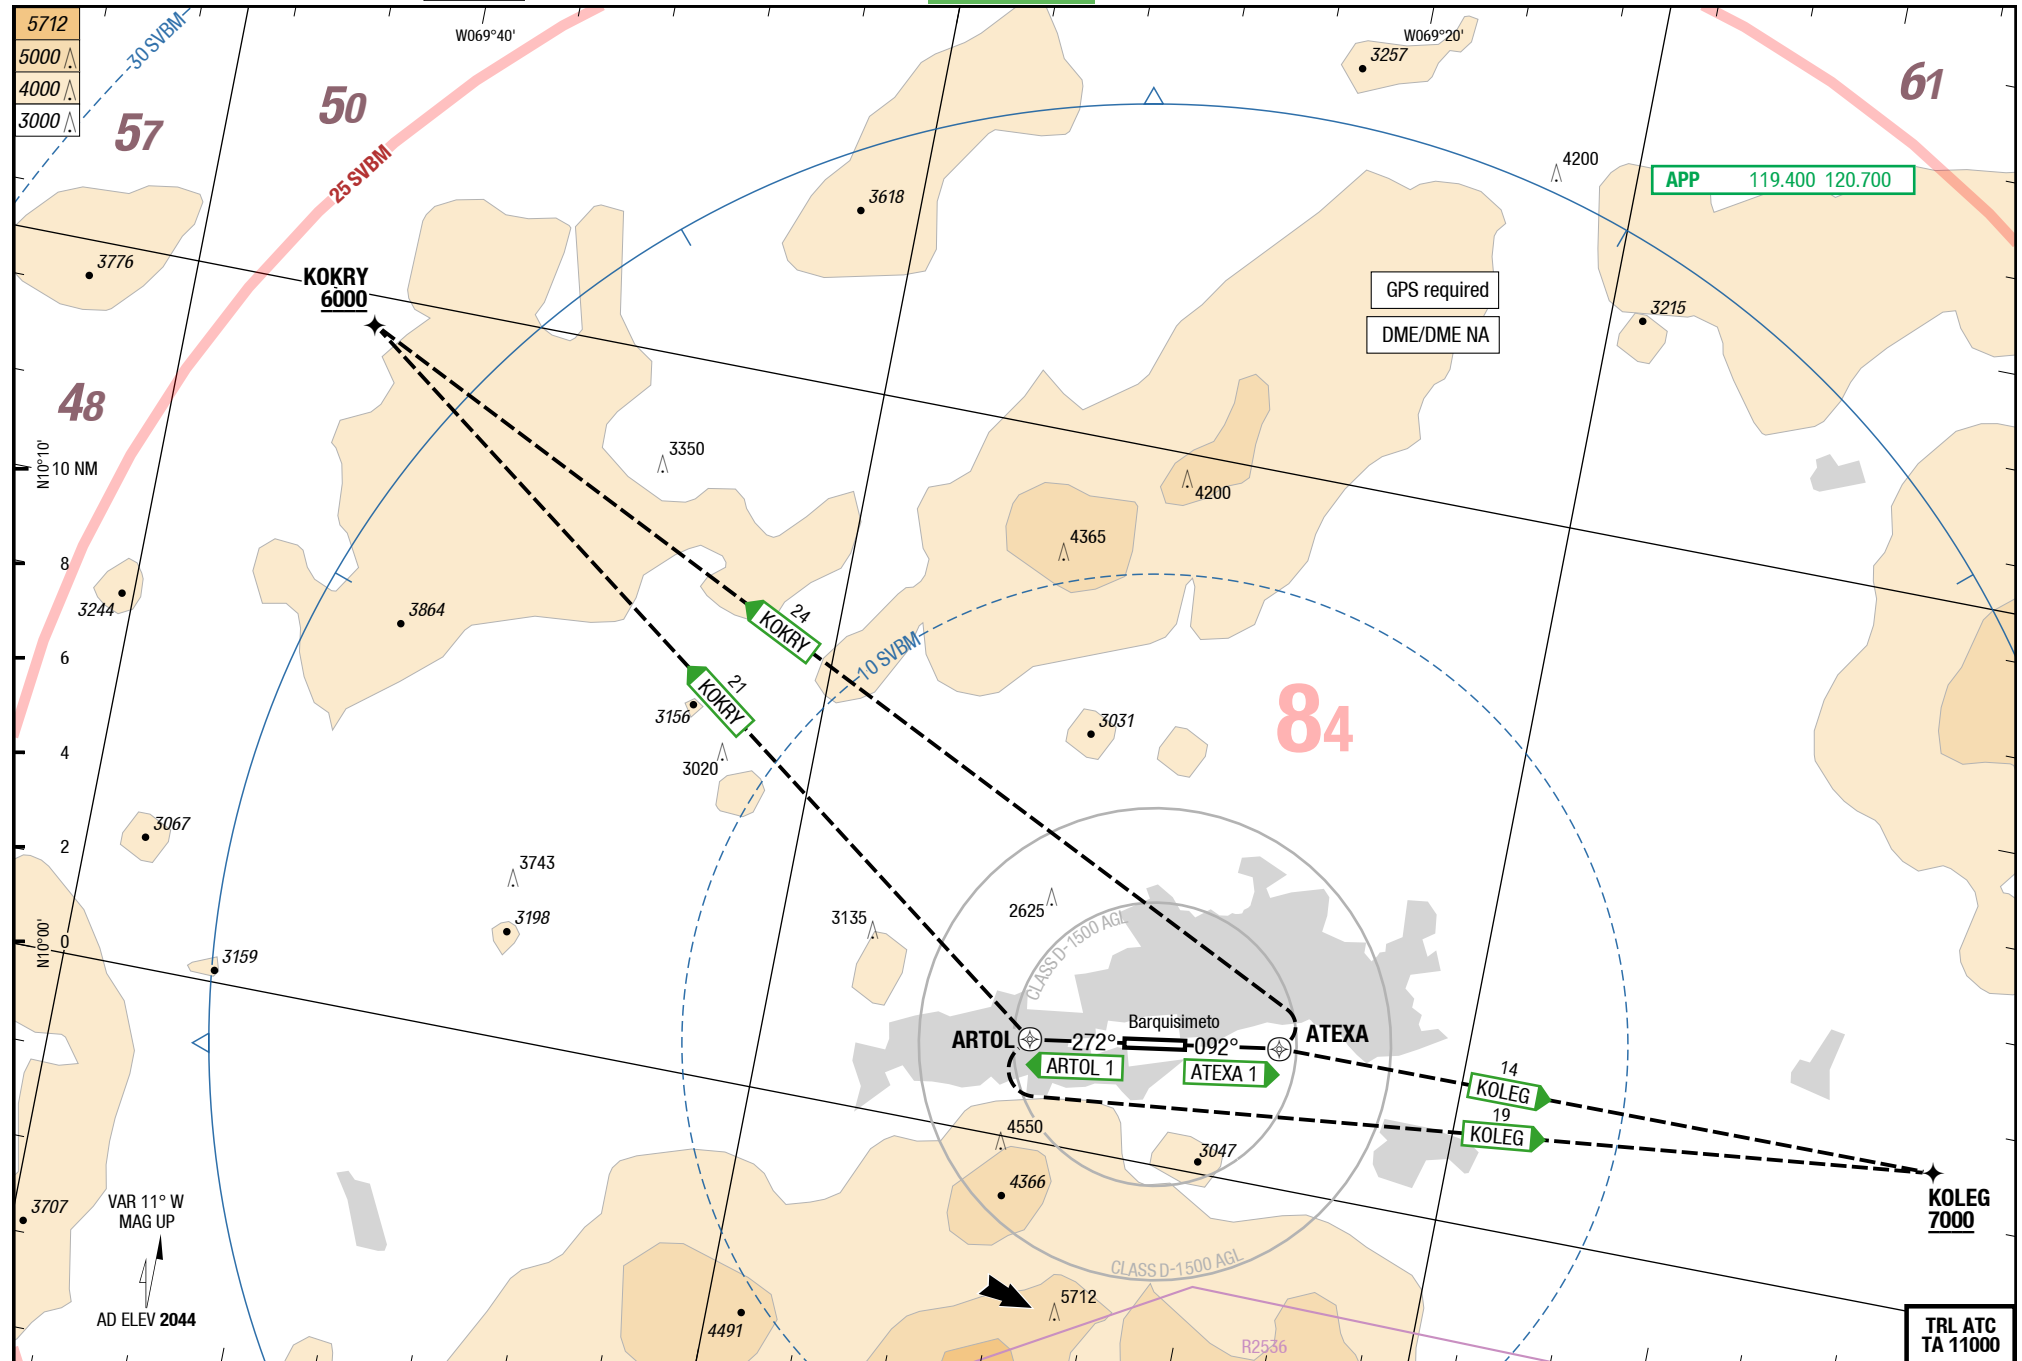 5712
5000
4000
3000
30 SVBM
W069°40'
W069°20'
3257
57
50
61
25 SVBM
4200
APP 119.400 120.700
3618
3776
KOKRY
6000
GPS required
DME/DME NA
3215
48
N10°10'
10 NM
3350
4200
4365
8
3244
3864
24
KOKRY
10 SVBM
6
21
KOKRY
3156
3031
84
4
3020
3067
2
3743
3198
3135
2625
CLASS D-1500 AGL
N10°00'
0
3159
ARTOL
272°
Barquisimeto
092°
ATEXA
ARTOL 1
ATEXA 1
14
KOLEG
19
KOLEG
4550
3047
4366
KOLEG
7000
3707
VAR 11° W
MAG UP
CLASS D-1500 AGL
5712
AD ELEV 2044
4491
R2536
TRL ATC
TA 11000